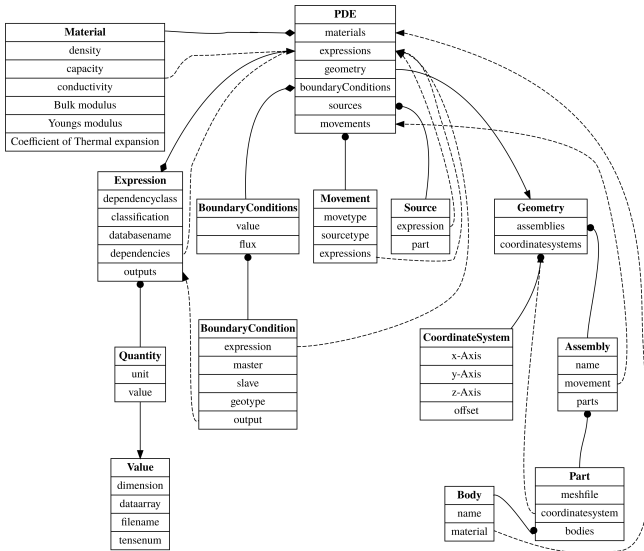 PDE
materials
expressions
geometry
boundaryConditions
sources
movements
Material
density
capacity
conductivity
Bulk modulus
Youngs modulus
Coefficient of Thermal expansion
Expression
dependencyclass
classification
databasename
dependencies
outputs
BoundaryConditions
value
flux
Movement
movetype
sourcetype
expressions
Source
expression
part
Geometry
assemblies
coordinatesystems
BoundaryCondition
expression
master
slave
geotype
output
CoordinateSystem
x-Axis
y-Axis
z-Axis
offset
Assembly
name
movement
parts
Quantity
unit
value
Value
dimension
dataarray
filename
tensenum
Body
name
material
Part
meshfile
coordinatesystem
bodies